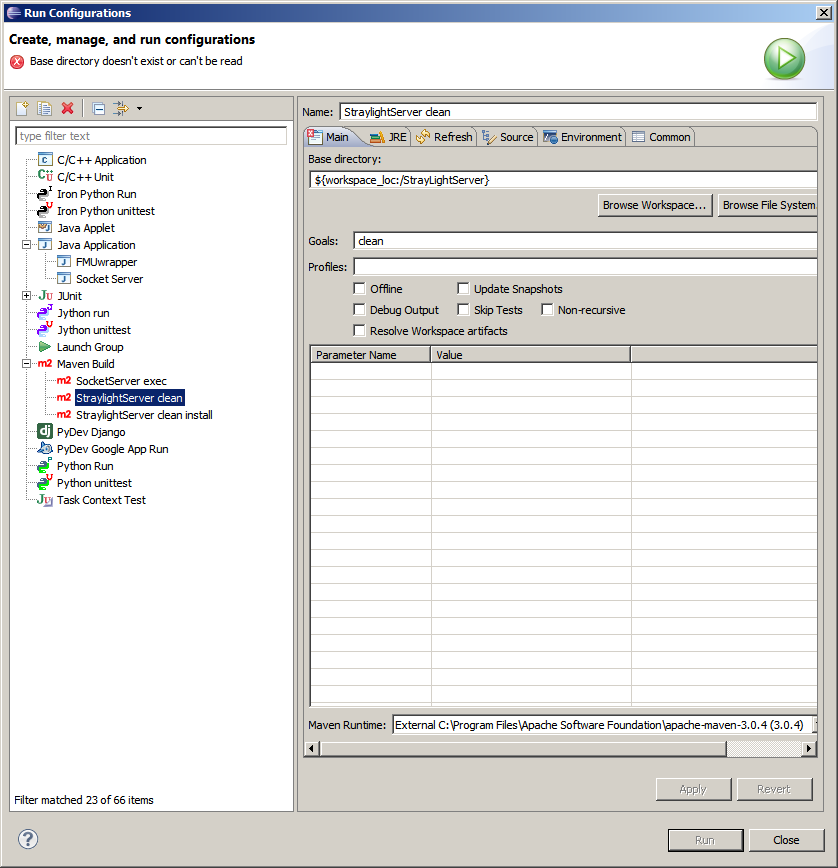 Run Configurations
Create, manage, and run configurations
Base directory doesn't exist or can't be read
type filter text
C/C++ Application
C/C++ Unit
Iron Python Run
Iron Python unittest
Java Applet
Java Application
FMUwrapper
Socket Server
JUnit
Jython run
Jython unittest
Launch Group
Maven Build
SocketServer exec
StraylightServer clean
StraylightServer clean install
PyDev Django
PyDev Google App Run
Python Run
Python unittest
Task Context Test
Filter matched 23 of 66 items
Name: StraylightServer clean
Main JRE Refresh Source Environment Common
Base directory:
${workspace_loc:/StrayLightServer}
Browse Workspace... Browse File System
Goals: clean
Profiles:
Offline Update Snapshots
Debug Output Skip Tests Non-recursive
Resolve Workspace artifacts
Parameter Name Value
Maven Runtime: External C:\Program Files\Apache Software Foundation\apache-maven-3.0.4 (3.0.4)
Apply Revert
Run Close